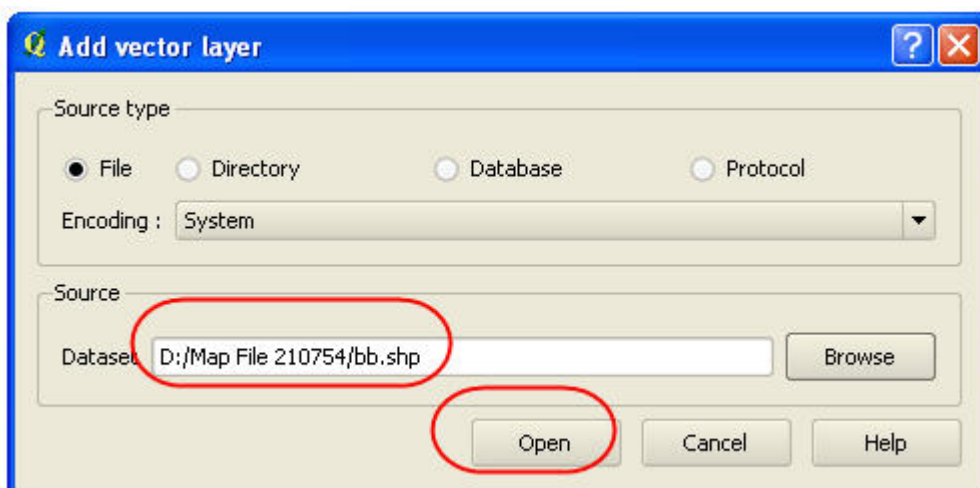 Add vector layer
Source type
File Directory Database Protocol
Encoding : System
Source
Dataset D:/Map File 210754/bb.shp Browse
Open Cancel Help